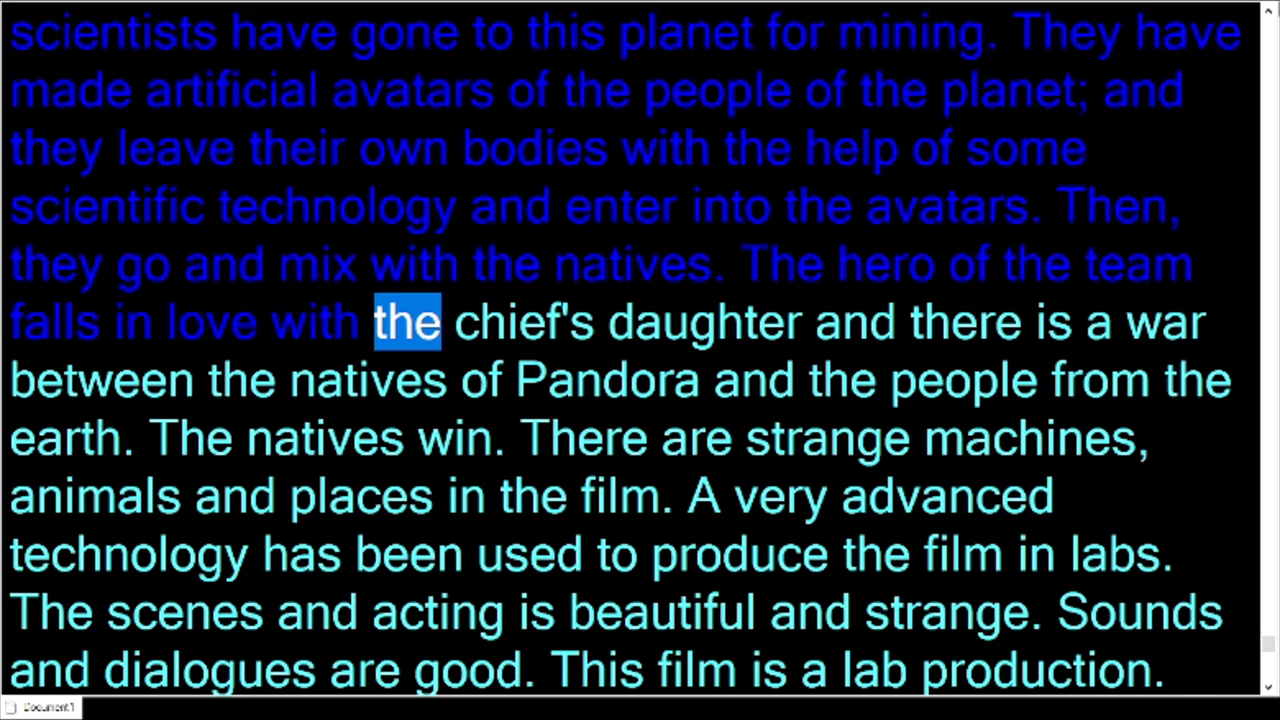 scientists have gone to this planet for mining. They have
made artificial avatars of the people of the planet; and
they leave their own bodies with the help of some
scientific technology and enter into the avatars. Then,
they go and mix with the natives. The hero of the team
falls in love with the chief's daughter and there is a war
between the natives of Pandora and the people from the
earth. The natives win. There are strange machines,
animals and places in the film. A very advanced
technology has been used to produce the film in labs.
The scenes and acting is beautiful and strange. Sounds
and dialogues are good. This film is a lab production.
Document1